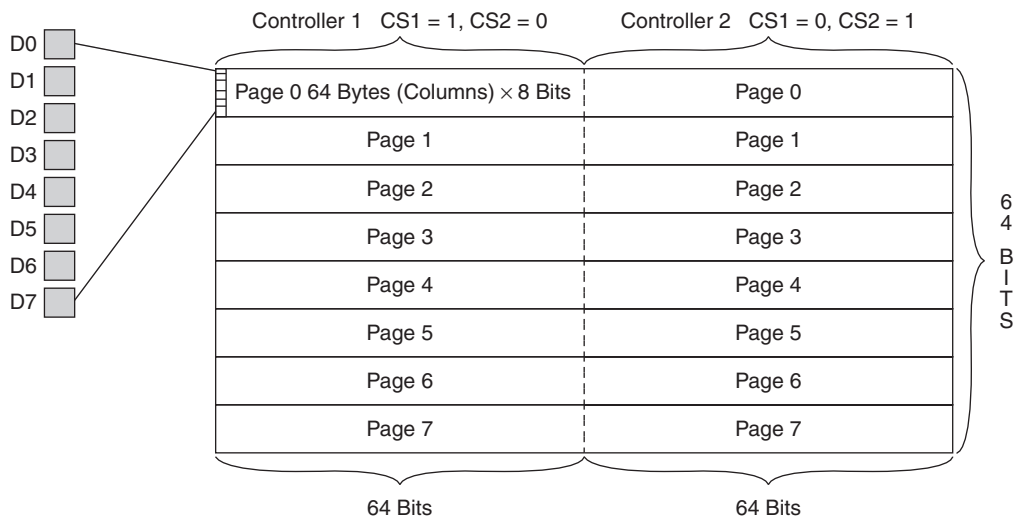 Controller 1 CS1 = 1, CS2 = 0
Controller 2 CS1 = 0, CS2 = 1
D0
D1
D2
D3
D4
D5
D6
D7
Page 0 64 Bytes (Columns) × 8 Bits
Page 0
Page 1
Page 1
Page 2
Page 2
Page 3
Page 3
Page 4
Page 4
Page 5
Page 5
Page 6
Page 6
Page 7
Page 7
64 BITS
64 Bits
64 Bits